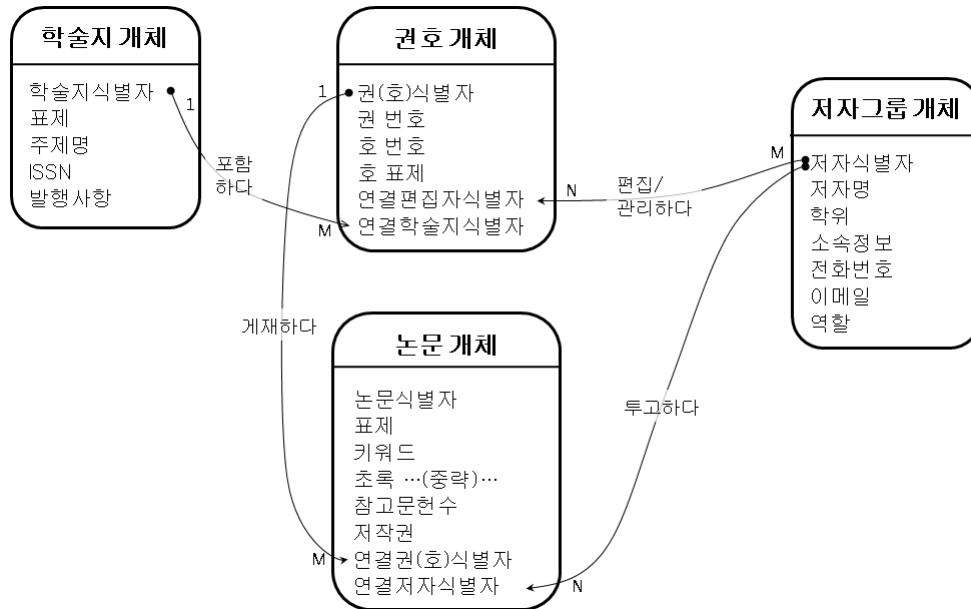 학술지 개체
학술지식별자
표제
주제명
ISSN
발행사항
1
포함
하다
M
권호 개체
권(호)식별자
권 번호
호 번호
호 표제
연결편집자식별자
연결학술지식별자
1
N
편집/
관리하다
M
저자그룹 개체
저자식별자
저자명
학위
소속정보
전화번호
이메일
역할
게재하다
투고하다
논문 개체
논문식별자
표제
키워드
초록 …(중략)…
참고문헌수
저작권
연결권(호)식별자
연결저자식별자
M
N